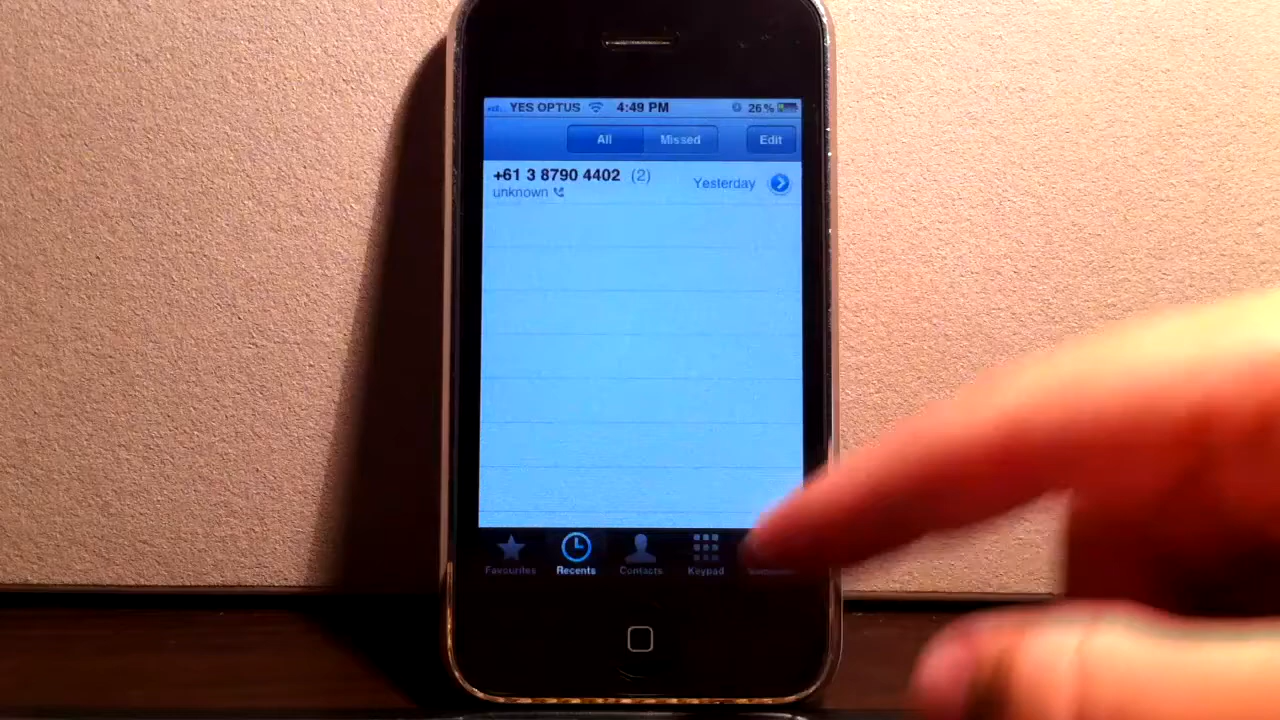 YES OPTUS 4:49 PM 26%
All Missed Edit
+61 3 8790 4402 (2) Yesterday
unknown
Favourites Recents Contacts Keypad